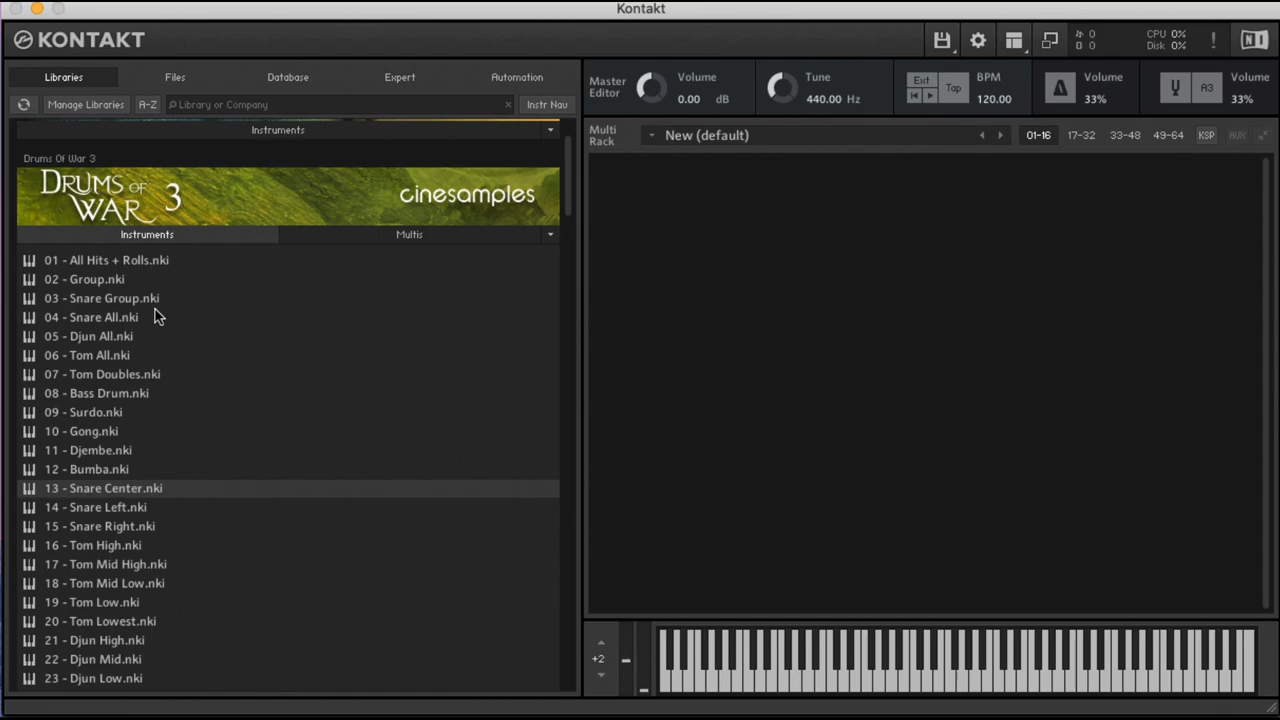 Kontakt
KONTAKT
0
0
CPU 0%
Disk 0%
!
NI
Libraries
Files
Database
Expert
Automation
Manage Libraries
A-Z
Library or Company
×
Instr Nav
Instruments
Drums Of War 3
DRUMS OF WAR 3
cinesamples
Instruments
Multis
01 - All Hits + Rolls.nki
02 - Group.nki
03 - Snare Group.nki
04 - Snare All.nki
05 - Djun All.nki
06 - Tom All.nki
07 - Tom Doubles.nki
08 - Bass Drum.nki
09 - Surdo.nki
10 - Gong.nki
11 - Djembe.nki
12 - Bumba.nki
13 - Snare Center.nki
14 - Snare Left.nki
15 - Snare Right.nki
16 - Tom High.nki
17 - Tom Mid High.nki
18 - Tom Mid Low.nki
19 - Tom Low.nki
20 - Tom Lowest.nki
21 - Djun High.nki
22 - Djun Mid.nki
23 - Djun Low.nki
Master Editor
Volume
0.00 dB
Tune
440.00 Hz
Ext
Tap
BPM
120.00
Volume
33%
A3
Volume
33%
Multi Rack
New (default)
01-16
17-32
33-48
49-64
KSP
AUX
+2